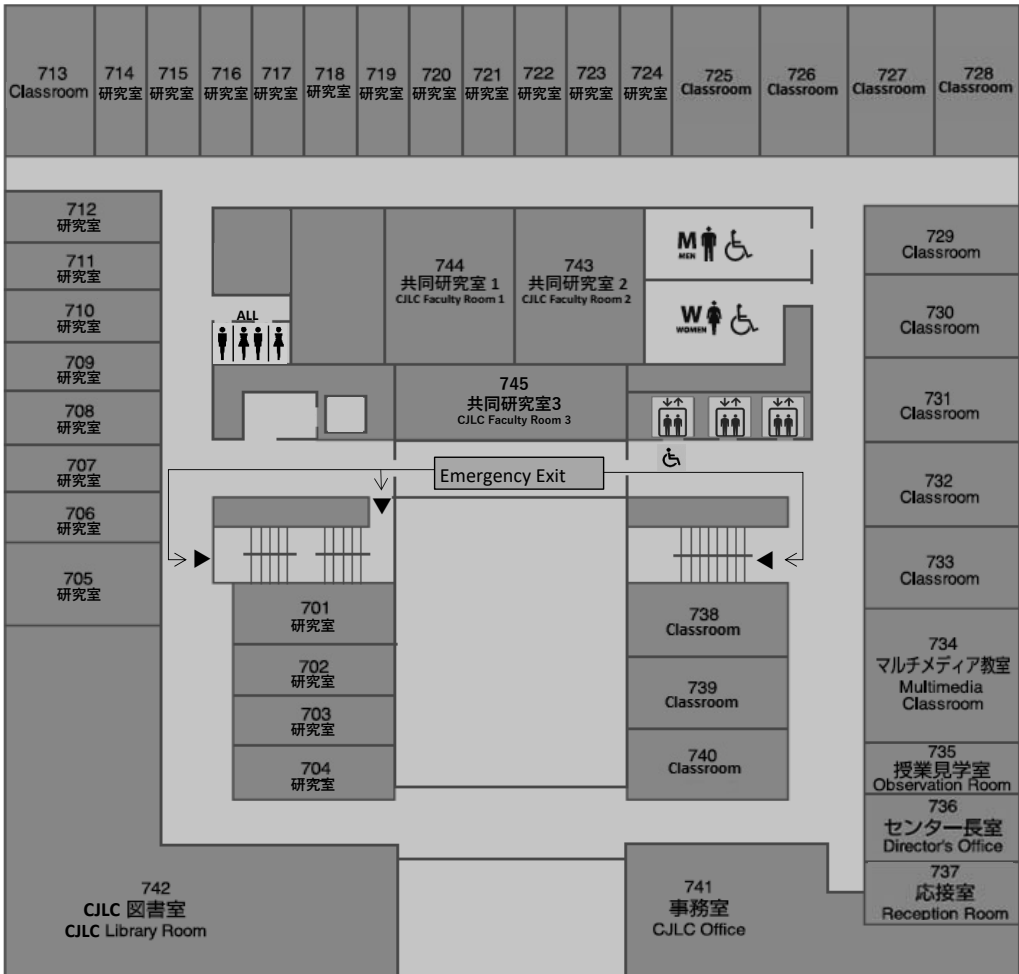 713
Classroom
714
研究室
715
研究室
716
研究室
717
研究室
718
研究室
719
研究室
720
研究室
721
研究室
722
研究室
723
研究室
724
研究室
725
Classroom
726
Classroom
727
Classroom
728
Classroom
712
研究室
711
研究室
710
研究室
709
研究室
708
研究室
707
研究室
706
研究室
705
研究室
ALL
744
共同研究室 1
CJLC Faculty Room 1
743
共同研究室 2
CJLC Faculty Room 2
M
MEN
W
WOMEN
745
共同研究室3
CJLC Faculty Room 3
Emergency Exit
729
Classroom
730
Classroom
731
Classroom
732
Classroom
733
Classroom
734
マルチメディア教室
Multimedia
Classroom
735
授業見学室
Observation Room
736
センター長室
Director's Office
737
応接室
Reception Room
701
研究室
702
研究室
703
研究室
704
研究室
738
Classroom
739
Classroom
740
Classroom
742
CJLC 図書室
CJLC Library Room
741
事務室
CJLC Office